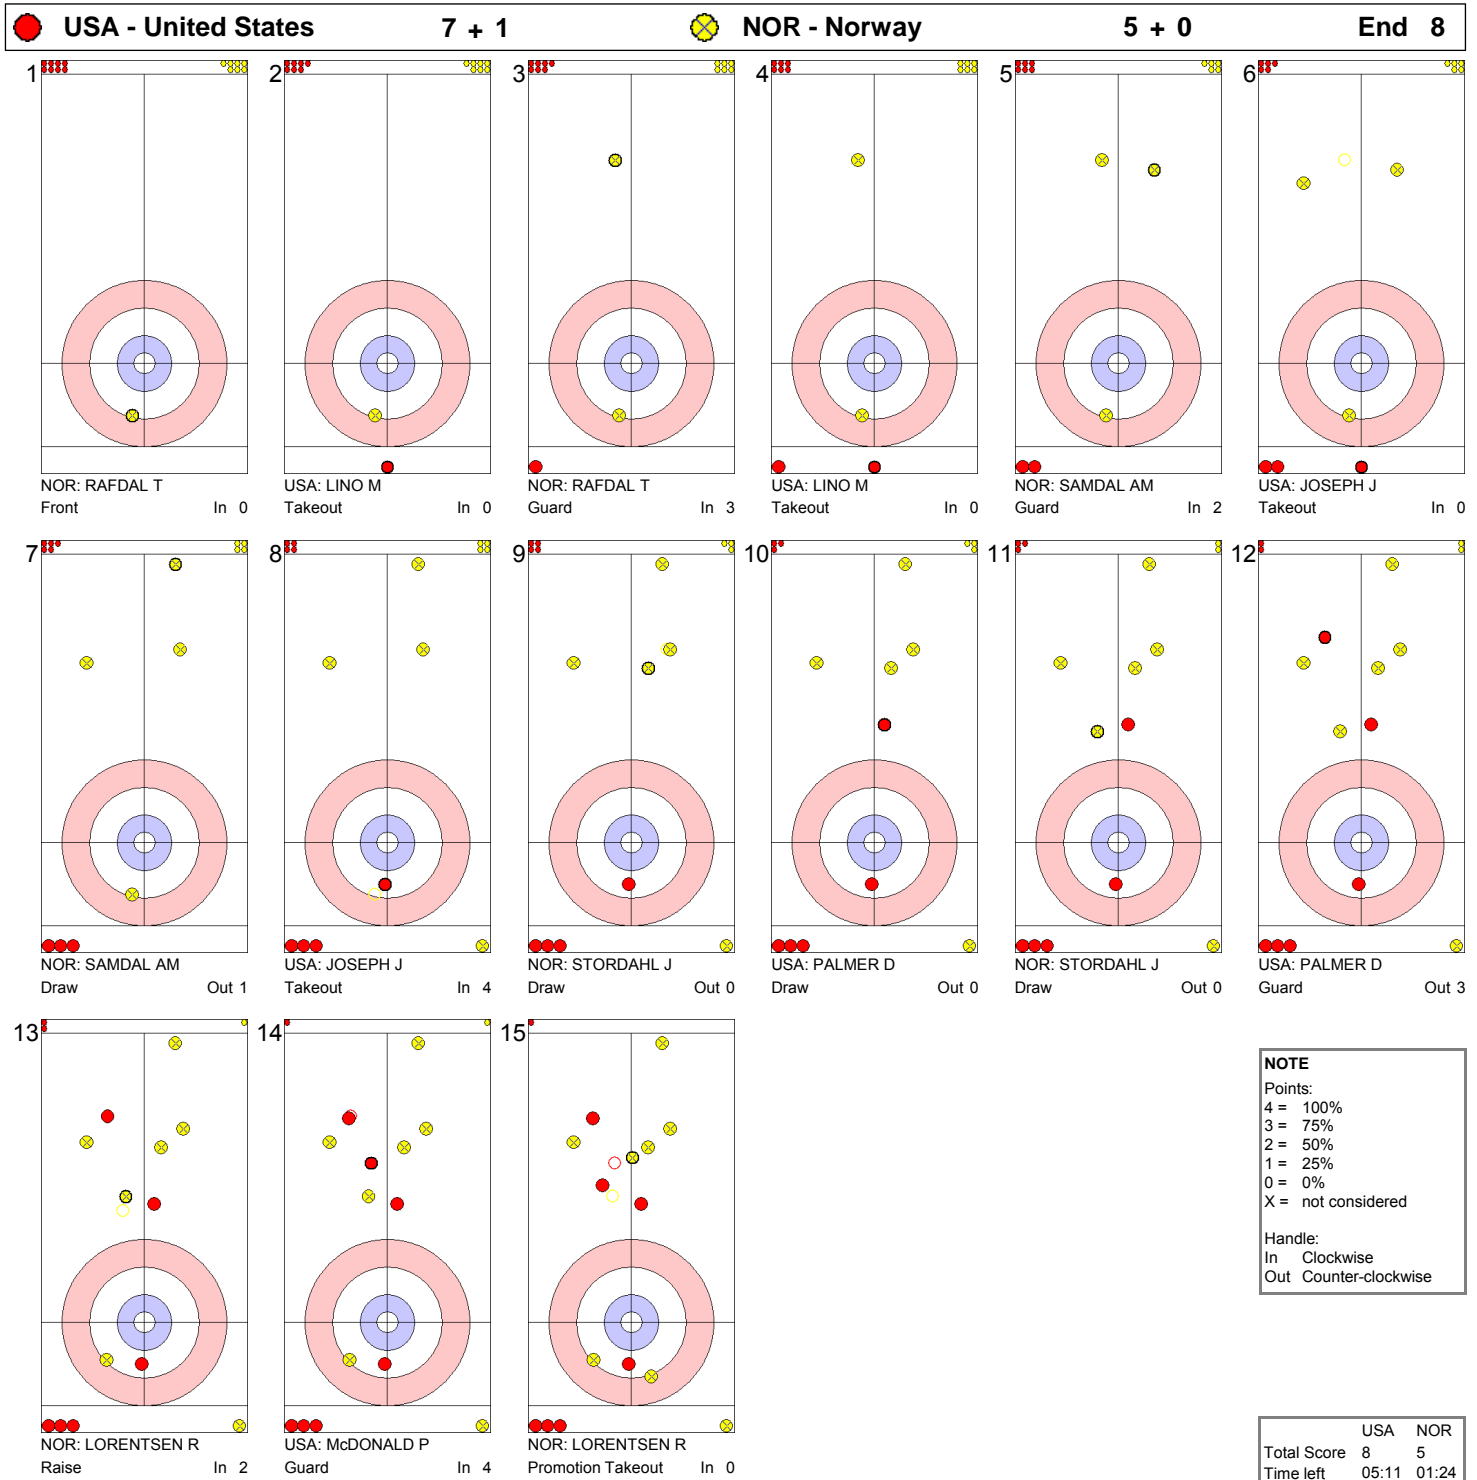 USA - United States 7 + 1 NOR - Norway 5 + 0 End 8
1 2 3 4 5 6
NOR: RAFDAL T USA: LINO M NOR: RAFDAL T USA: LINO M NOR: SAMDAL AM USA: JOSEPH J
Front In 0 Takeout In 0 Guard In 3 Takeout In 0 Guard In 2 Takeout In 0
7 8 9 10 11 12
NOR: SAMDAL AM USA: JOSEPH J NOR: STORDAHL J USA: PALMER D NOR: STORDAHL J USA: PALMER D
Draw Out 1 Takeout In 4 Draw Out 0 Draw Out 0 Draw Out 0 Guard Out 3
13 14 15
NOR: LORENTSEN R USA: McDONALD P NOR: LORENTSEN R
Raise In 2 Guard In 4 Promotion Takeout In 0
NOTE
Points:
4 = 100%
3 = 75%
2 = 50%
1 = 25%
0 = 0%
X = not considered
Handle:
In Clockwise
Out Counter-clockwise
USA NOR
Total Score 8 5
Time left 05:11 01:24